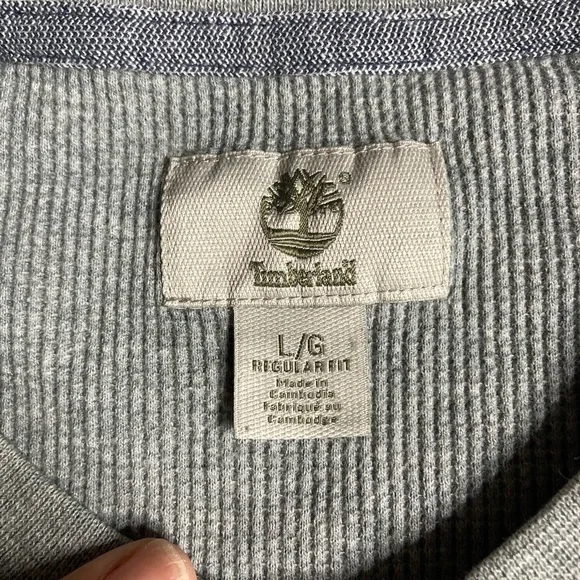 ®
Timberland
L/G
REGULAR FIT
Made in
Cambodia
Fabriqué au
Cambodge